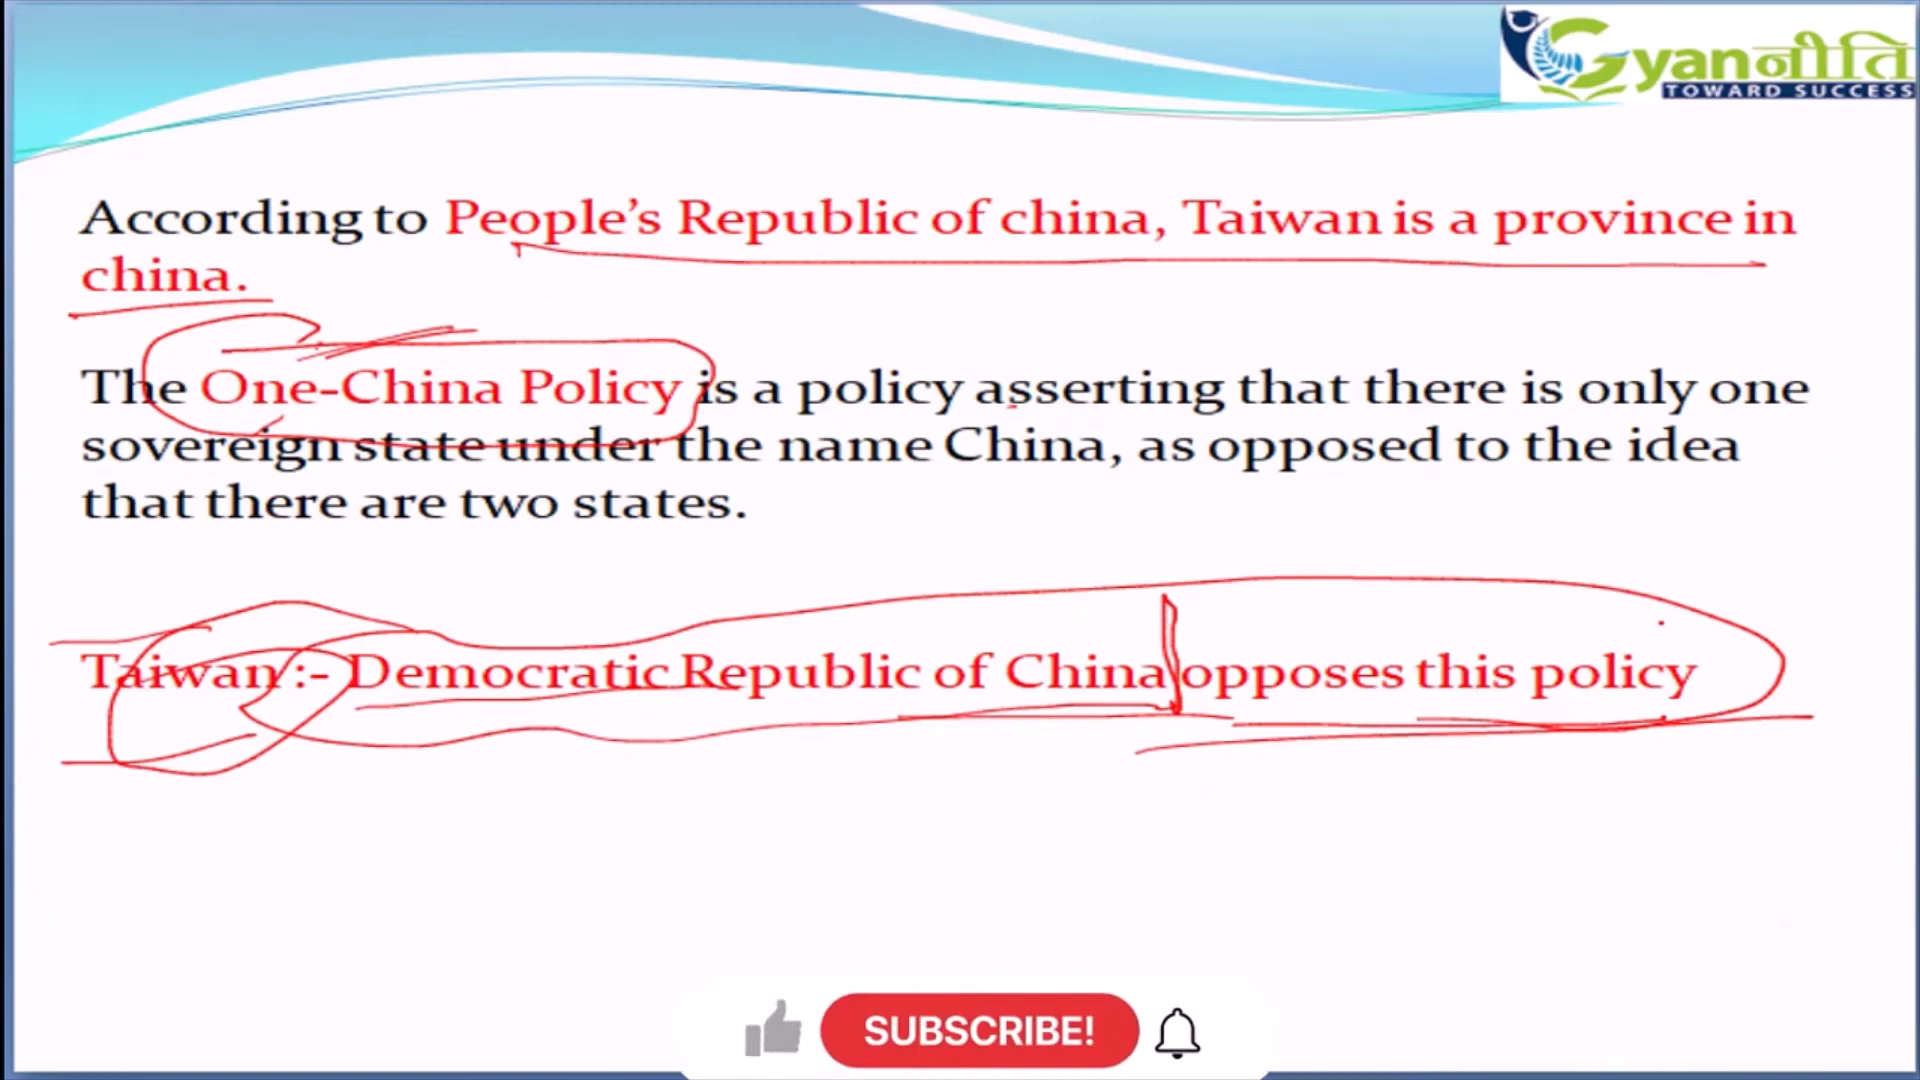 Gyanनीति
TOWARD SUCCESS
According to People's Republic of china, Taiwan is a province in
china.
The One-China Policy is a policy asserting that there is only one
sovereign state under the name China, as opposed to the idea
that there are two states.
Taiwan :- Democratic Republic of China opposes this policy
SUBSCRIBE!